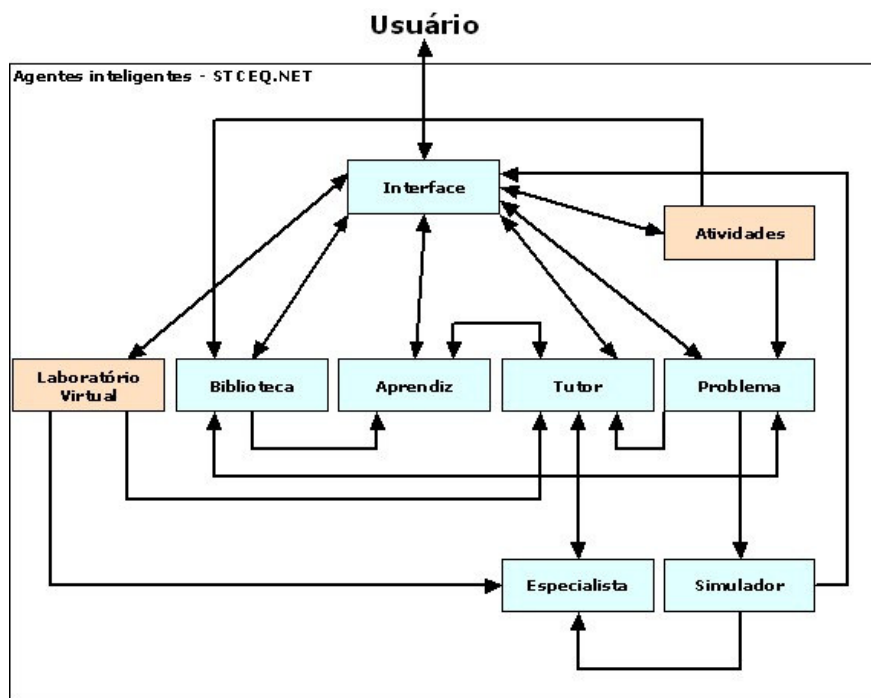 Usuário
Agentes inteligentes - STCEQ.NET
Interface
Atividades
Laboratório
Virtual
Biblioteca
Aprendiz
Tutor
Problema
Especialista
Simulador